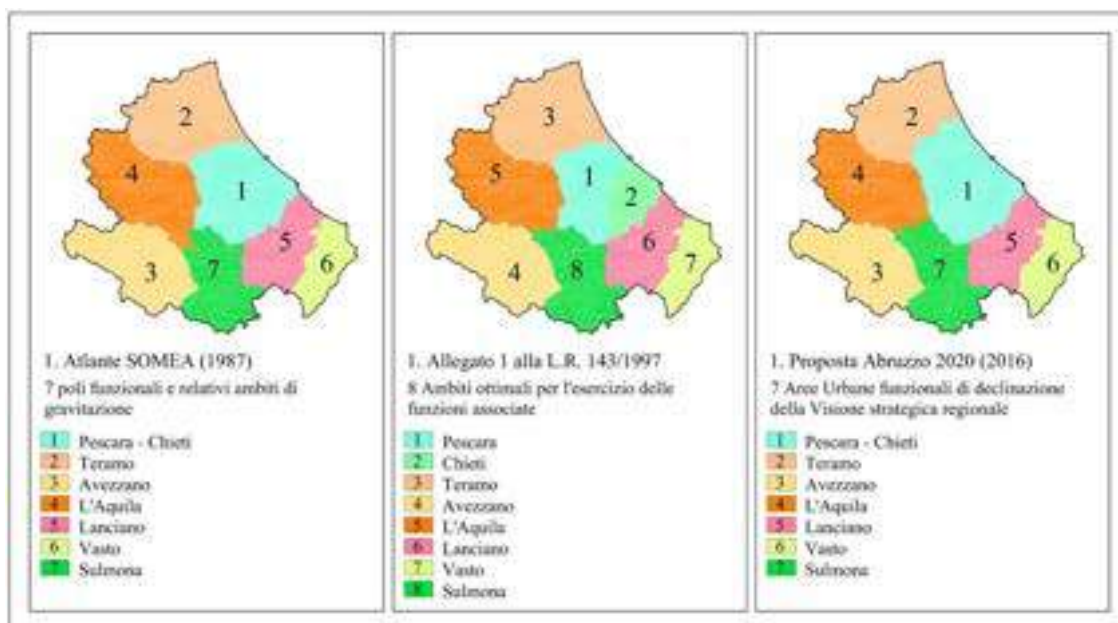 2
4
1
3
7
5
6
1. Atlante SOMEA (1987)
7 poli funzionali e relativi ambiti di
gravitazione
1 Pescara - Chieti
2 Teramo
3 Avezzano
4 L'Aquila
5 Lanciano
6 Vasto
7 Sulmona
3
5
1
2
4
8
6
7
1. Allegato 1 alla L.R. 143/1997
8 Ambiti ottimali per l'esercizio delle
funzioni associate
1 Pescara
2 Chieti
3 Teramo
4 Avezzano
5 L'Aquila
6 Lanciano
7 Vasto
8 Sulmona
2
4
1
3
7
5
6
1. Proposta Abruzzo 2020 (2016)
7 Aree Urbane funzionali di declinazione
della Visione strategica regionale
1 Pescara - Chieti
2 Teramo
3 Avezzano
4 L'Aquila
5 Lanciano
6 Vasto
7 Sulmona